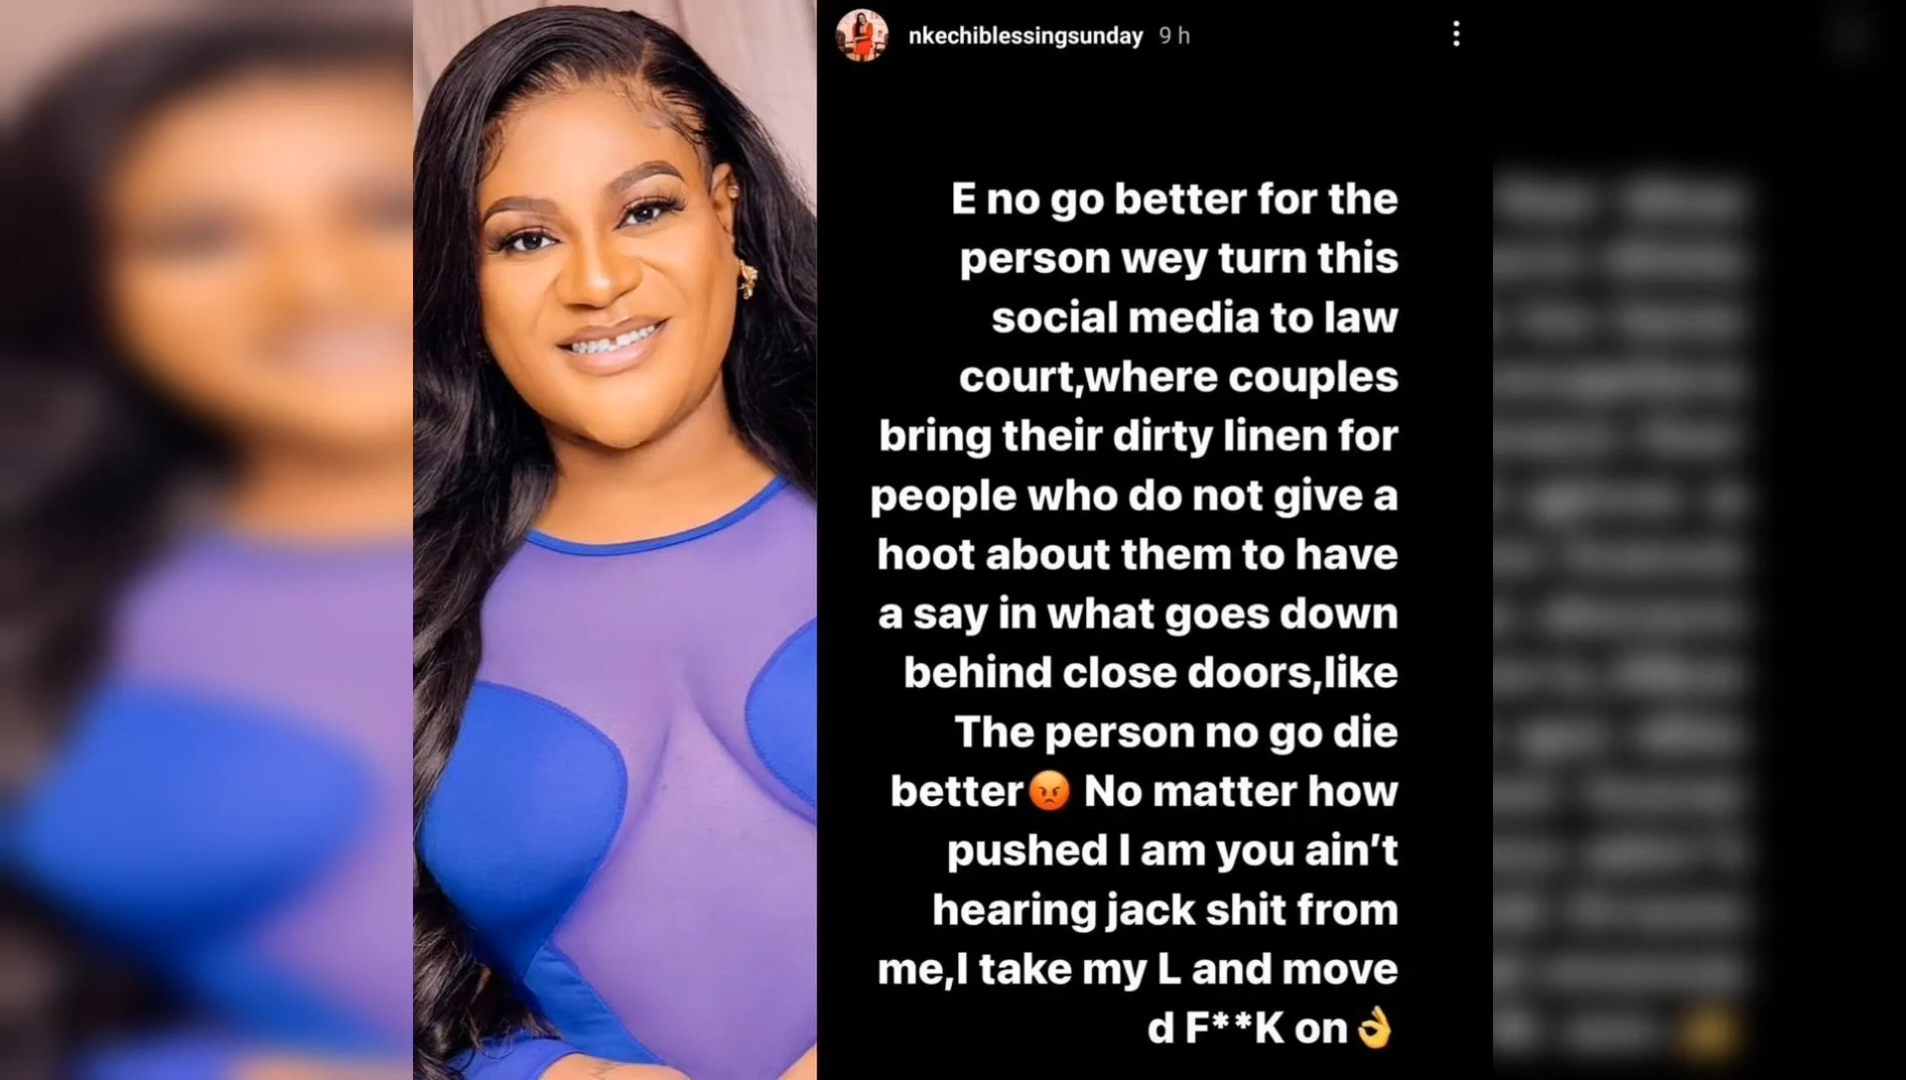 nkechiblessingsunday 9 h
E no go better for the
person wey turn this
social media to law
court,where couples
bring their dirty linen for
people who do not give a
hoot about them to have
a say in what goes down
behind close doors,like
The person no go die
better😡 No matter how
pushed I am you ain’t
hearing jack shit from
me,I take my L and move
d F**K on👌